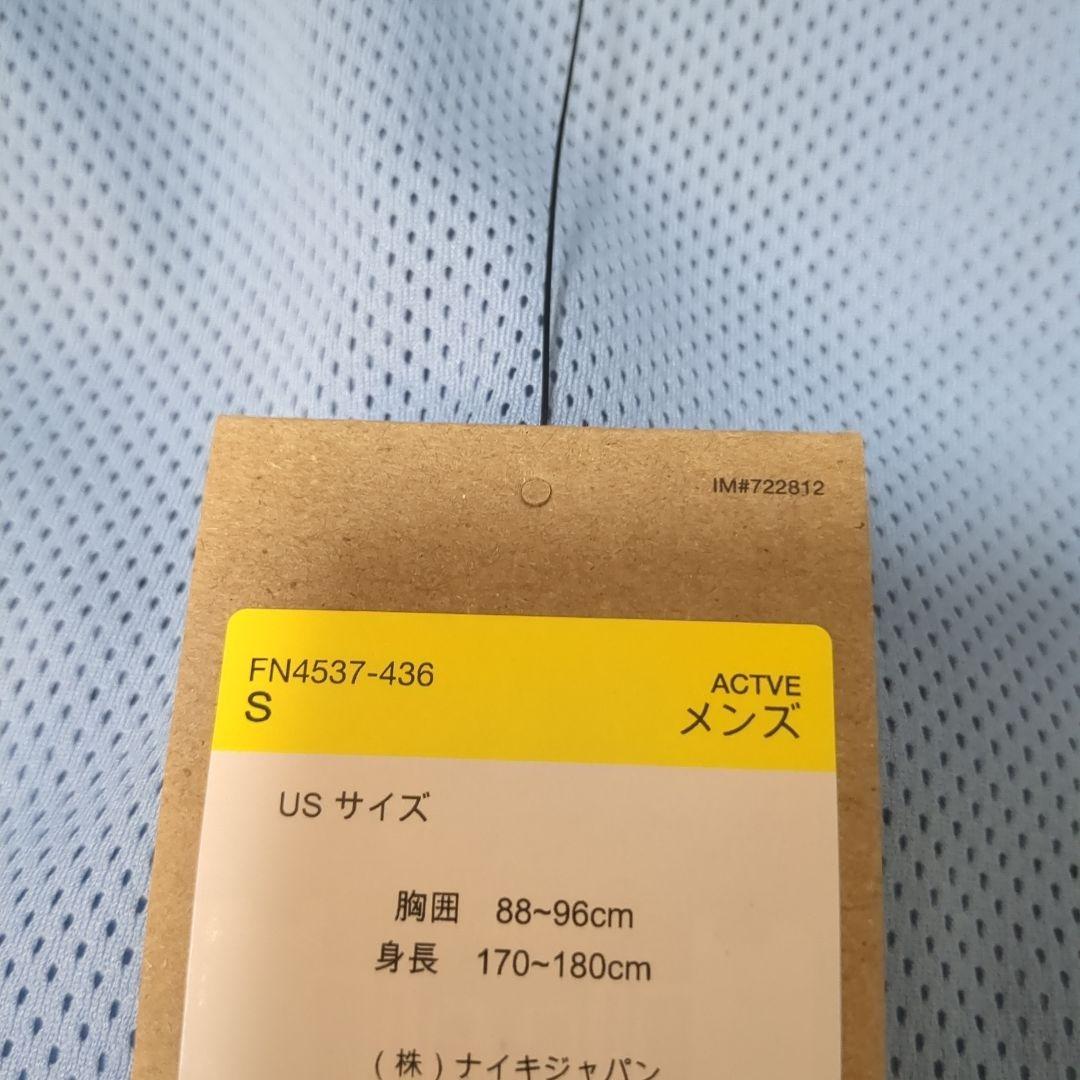 IM#722812
FN4537-436
S
ACTVE
メンズ
US サイズ
胸囲 88~96cm
身長 170~180cm
(株)ナイキジャパン